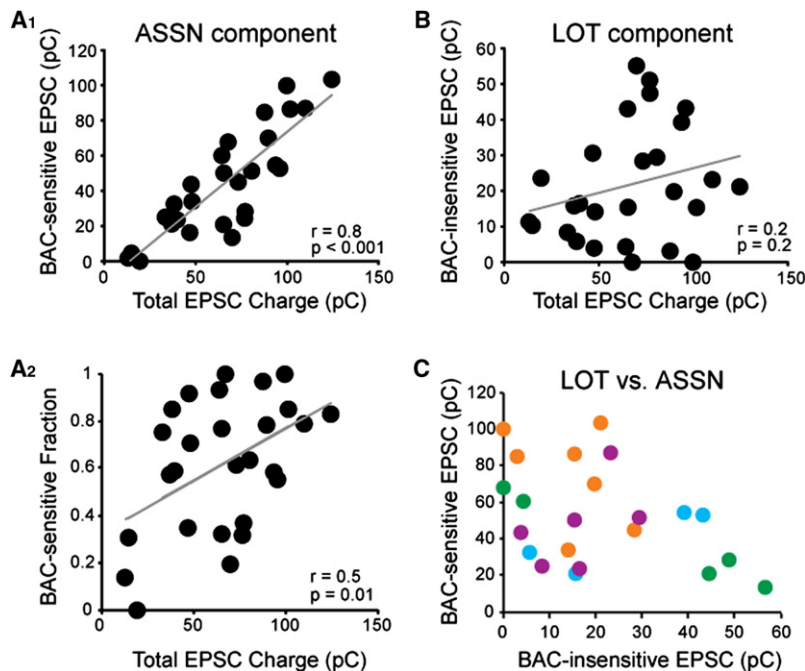 A1
ASSN component
BAC-sensitive EPSC (pC)
120
100
80
60
40
20
0
0
50
100
150
r = 0.8
p < 0.001
Total EPSC Charge (pC)
B
LOT component
BAC-insensitive EPSC (pC)
60
50
40
30
20
10
0
0
50
100
150
r = 0.2
p = 0.2
Total EPSC Charge (pC)
A2
BAC-sensitive Fraction
1
0.8
0.6
0.4
0.2
0
0
50
100
150
r = 0.5
p = 0.01
Total EPSC Charge (pC)
C
LOT vs. ASSN
BAC-sensitive EPSC (pC)
120
100
80
60
40
20
0
0
10
20
30
40
50
60
BAC-insensitive EPSC (pC)